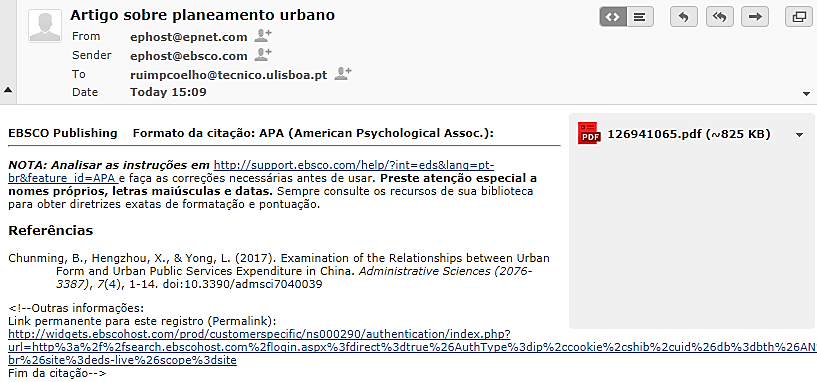 Artigo sobre planeamento urbano
From ephost@epnet.com
Sender ephost@ebsco.com
To ruimpcoelho@tecnico.ulisboa.pt
Date Today 15:09
EBSCO Publishing Formato da citação: APA (American Psychological Assoc.):
NOTA: Analisar as instruções em http://support.ebsco.com/help/?int=eds&lang=pt-
br&feature_id=APA e faça as correções necessárias antes de usar. Preste atenção especial a
nomes próprios, letras maiúsculas e datas. Sempre consulte os recursos de sua biblioteca
para obter diretrizes exatas de formatação e pontuação.
Referências
Chunming, B., Hengzhou, X., & Yong, L. (2017). Examination of the Relationships between Urban
Form and Urban Public Services Expenditure in China. Administrative Sciences (2076-
3387), 7(4), 1-14. doi:10.3390/admsci7040039
<!--Outras informações:
Link permanente para este registro (Permalink):
http://widgets.ebscohost.com/prod/customerspecific/ns000290/authentication/index.php?
url=http%3a%2f%2fsearch.ebscohost.com%2flogin.aspx%3fdirect%3dtrue%26AuthType%3dip%2ccookie%2cshib%2cuid%26db%3dbth%26AN
br%26site%3deds-live%26scope%3dsite
Fim da citação-->
PDF 126941065.pdf (~825 KB)